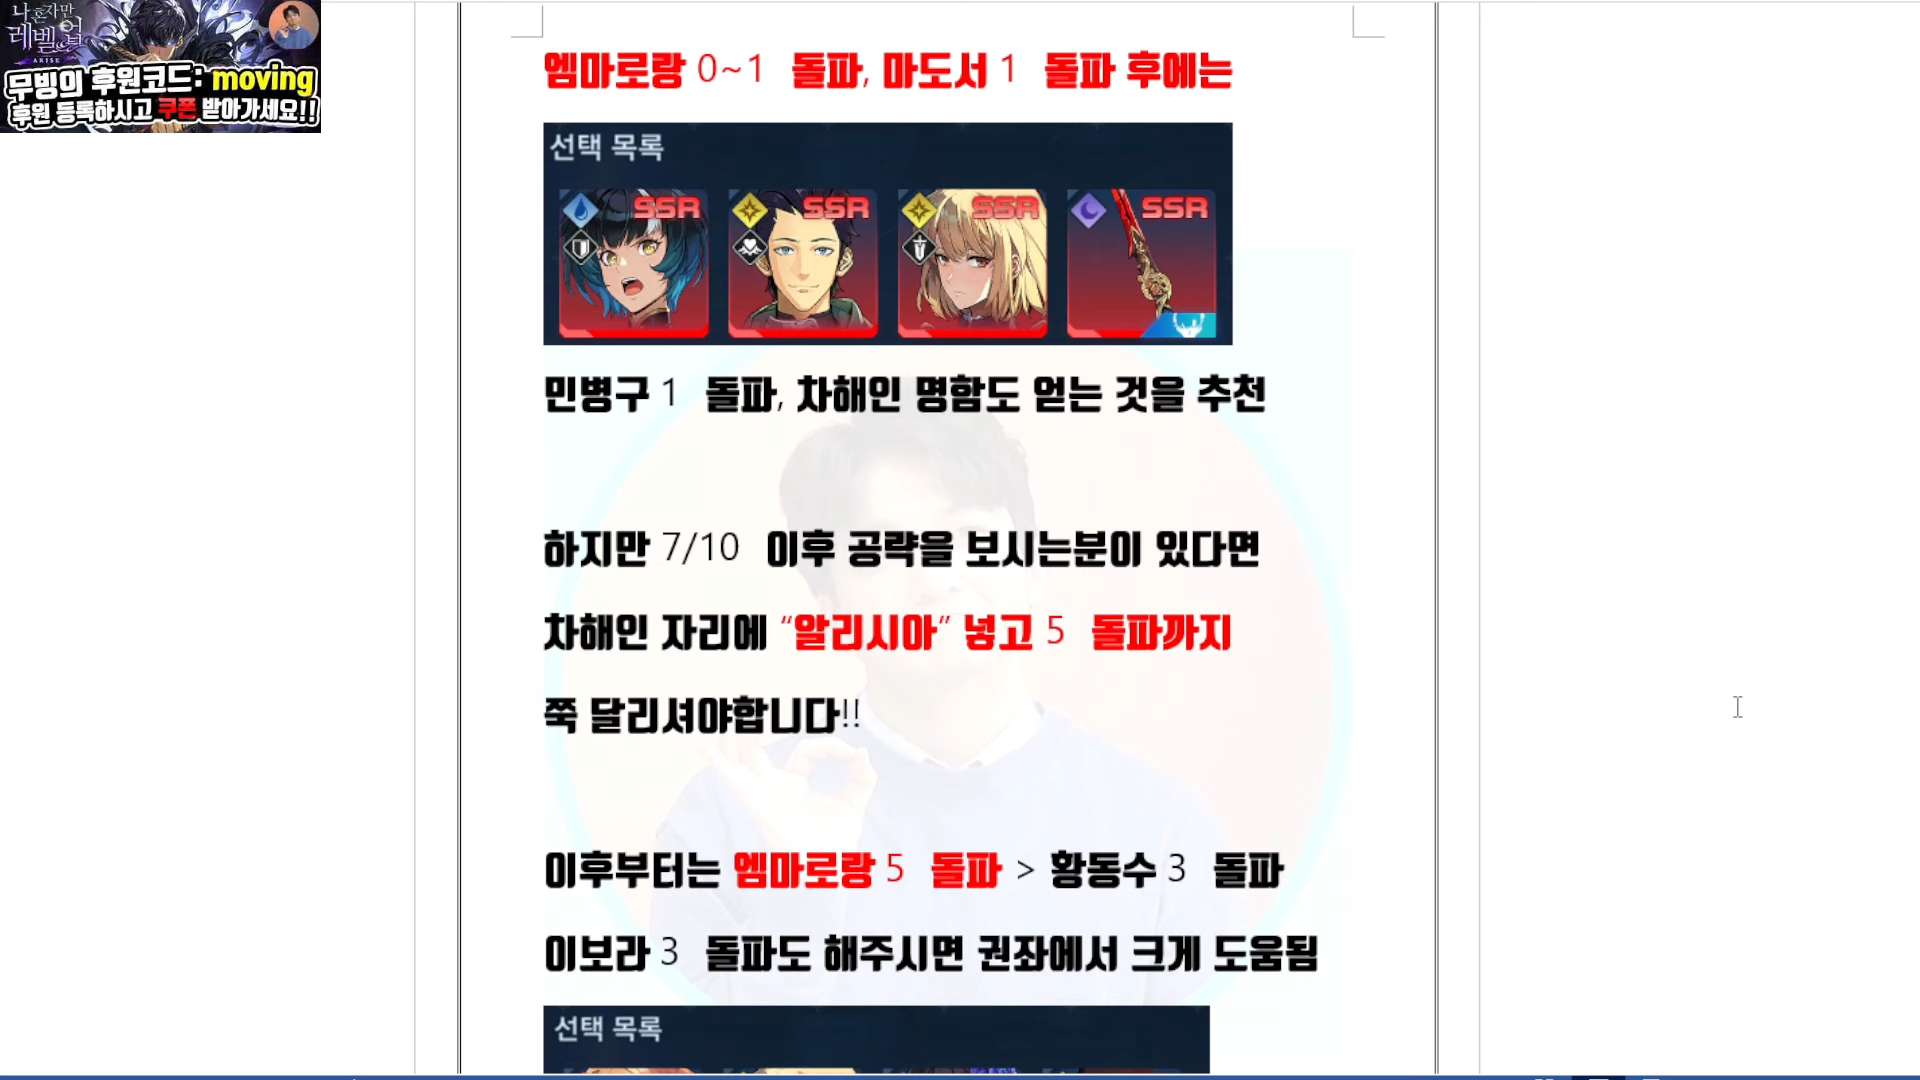 나 혼자만
레벨업
ARISE
무빙의 후원코드: moving
후원 등록하시고 쿠폰 받아가세요!!
엠마로랑 0~1 돌파, 마도서 1 돌파 후에는
선택 목록
SSR SSR SSR SSR
민병구 1 돌파, 차해인 명함도 얻는 것을 추천
하지만 7/10 이후 공략을 보시는분이 있다면
차해인 자리에 “알리시아” 넣고 5 돌파까지
쭉 달리셔야합니다!!
이후부터는 엠마로랑 5 돌파 > 황동수 3 돌파
이보라 3 돌파도 해주시면 권좌에서 크게 도움됨
선택 목록